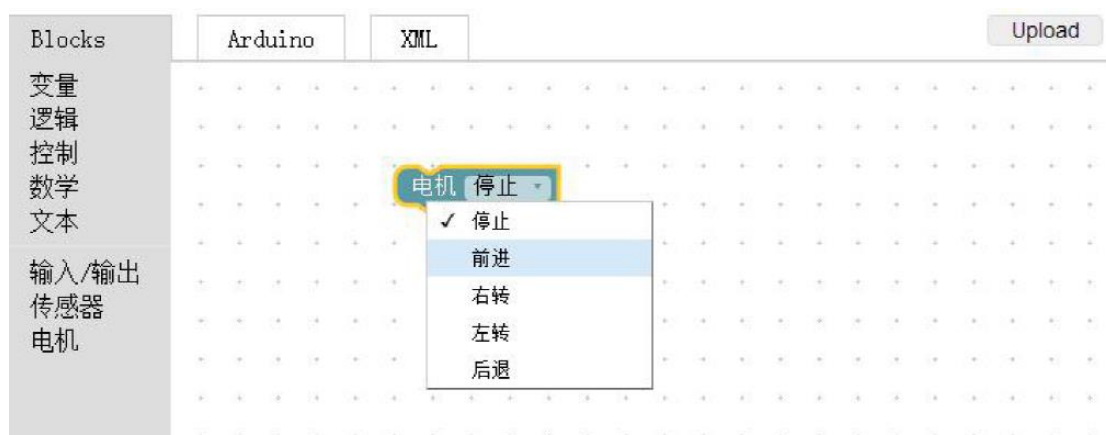 Blocks
Arduino
XML
Upload
变量
逻辑
控制
数学
文本
输入/输出
传感器
电机
电机 停止
✓ 停止
前进
右转
左转
后退